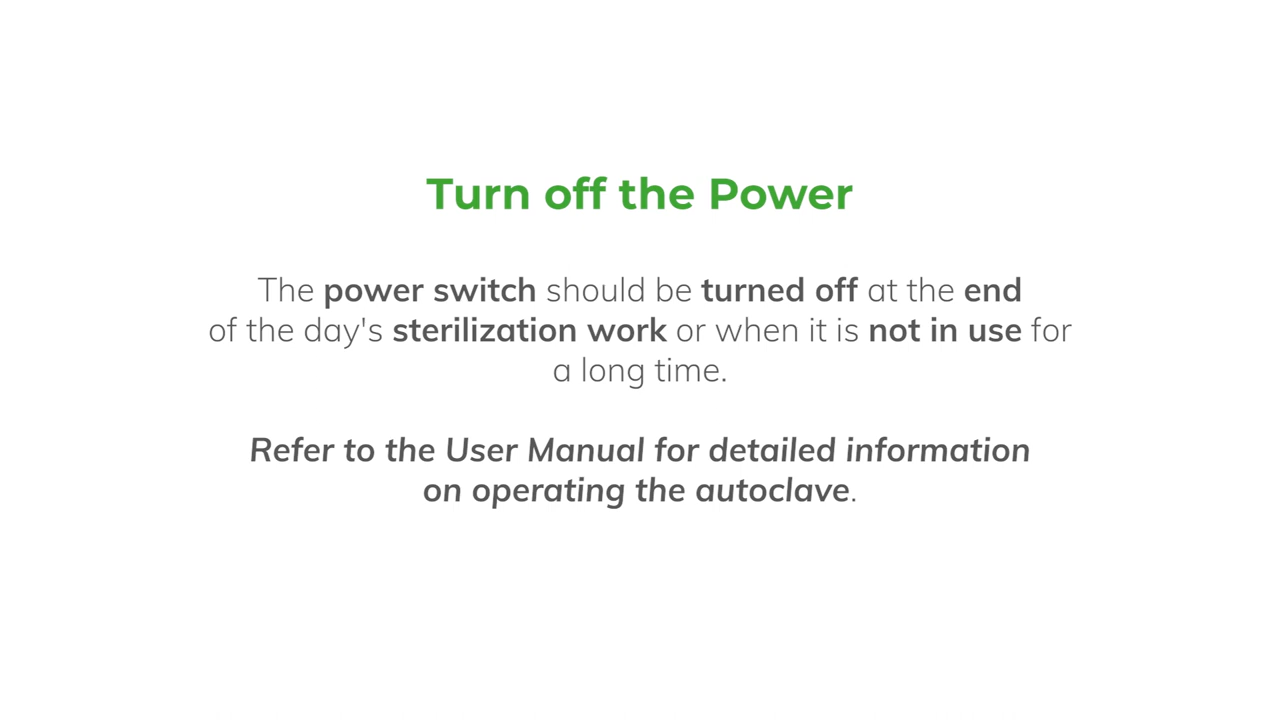 Turn off the Power
The power switch should be turned off at the end
of the day's sterilization work or when it is not in use for
a long time.
Refer to the User Manual for detailed information
on operating the autoclave.